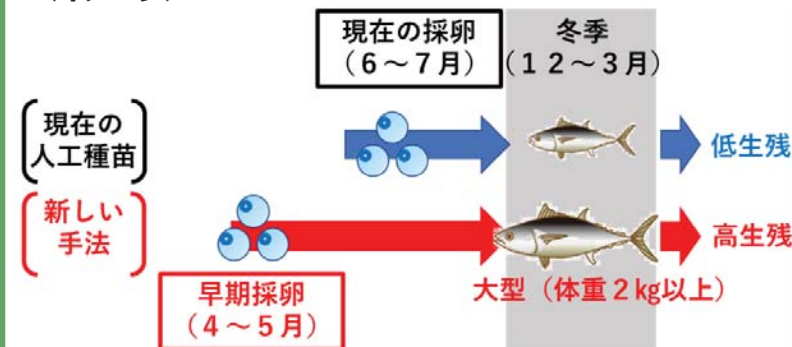 現在の採卵
(6~7月)
冬季
(12~3月)
現在の
人工種苗
低生残
新しい
手法
高生残
大型(体重2kg以上)
早期採卵
(4~5月)